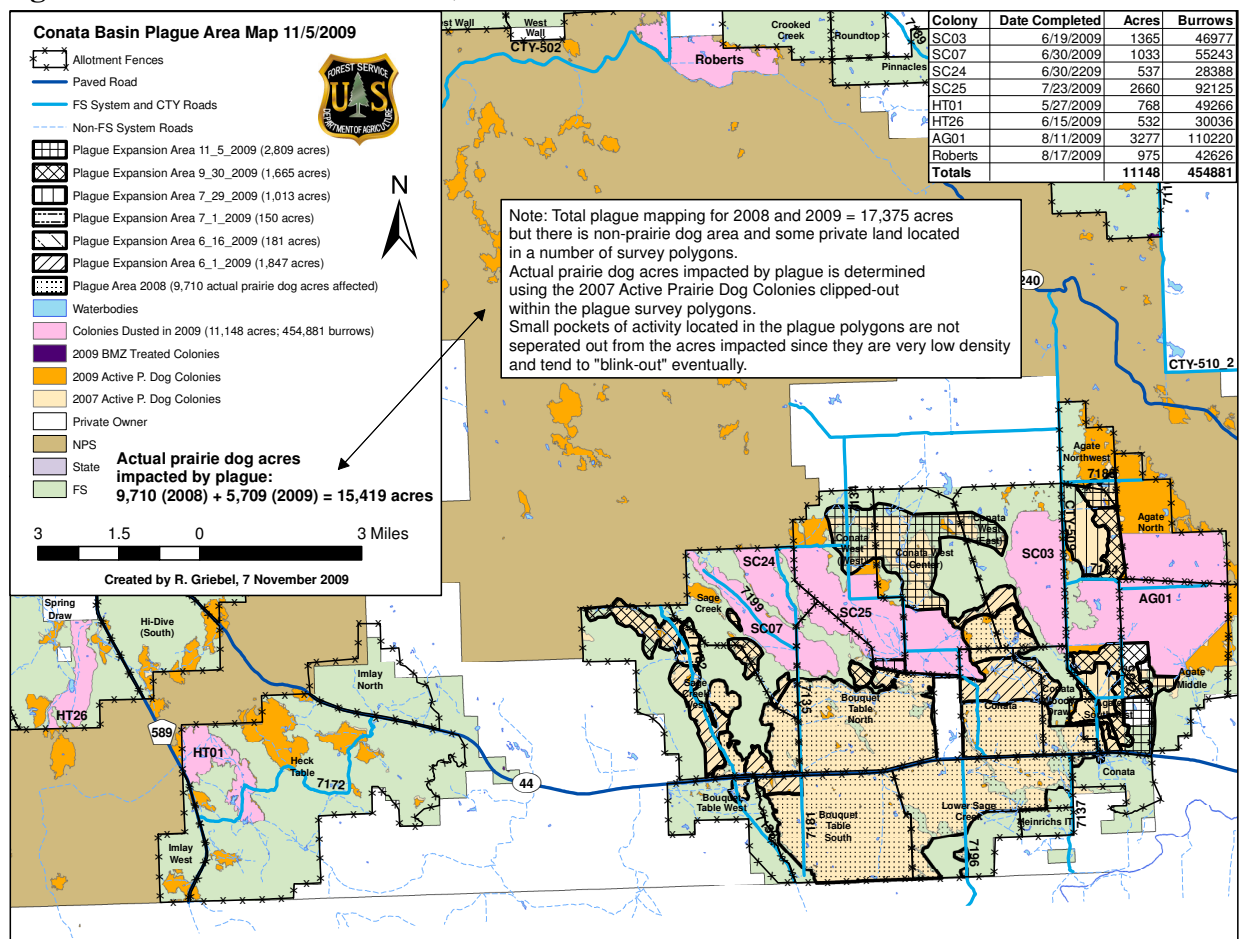 Conata Basin Plague Area Map 11/5/2009
Allotment Fences
Paved Road
FS System and CTY Roads
Non-FS System Roads
Plague Expansion Area 11_5_2009 (2,809 acres)
Plague Expansion Area 9_30_2009 (1,665 acres)
Plague Expansion Area 7_29_2009 (1,013 acres)
Plague Expansion Area 7_1_2009 (150 acres)
Plague Expansion Area 6_16_2009 (181 acres)
Plague Expansion Area 6_1_2009 (1,847 acres)
Plague Area 2008 (9,710 actual prairie dog acres affected)
Waterbodies
Colonies Dusted in 2009 (11,148 acres; 454,881 burrows)
2009 BMZ Treated Colonies
2009 Active P. Dog Colonies
2007 Active P. Dog Colonies
Private Owner
NPS
State
FS
FOREST SERVICE
US
DEPARTMENT OF AGRICULTURE
N
Actual prairie dog acres
impacted by plague:
9,710 (2008) + 5,709 (2009) = 15,419 acres
3 1.5 0 3 Miles
Created by R. Griebel, 7 November 2009
Colony Date Completed Acres Burrows
SC03 6/19/2009 1365 46977
SC07 6/30/2009 1033 55243
SC24 6/30/2209 537 28388
SC25 7/23/2009 2660 92125
HT01 5/27/2009 768 49266
HT26 6/15/2009 532 30036
AG01 8/11/2009 3277 110220
Roberts 8/17/2009 975 42626
Totals 11148 454881
Note: Total plague mapping for 2008 and 2009 = 17,375 acres
but there is non-prairie dog area and some private land located
in a number of survey polygons.
Actual prairie dog acres impacted by plague is determined
using the 2007 Active Prairie Dog Colonies clipped-out
within the plague survey polygons.
Small pockets of activity located in the plague polygons are not
seperated out from the acres impacted since they are very low density
and tend to "blink-out" eventually.
West
Wall
CTY-502
Roberts
Crooked
Creek
Roundtop
Pinnacles
240
CTY-510_2
Agate
Northwest
Agate
North
Conata
West
(West)
Conata West
(Center)
Conata
West
(East)
SC03
SC24
7199
SC25
SC07
Sage
Creek
AG01
Sage
Creek
West
7135
Bouquet
Table
North
Conata
Conata
Moody
Draw
Agate
Southwest
Agate
Middle
Conata
Bouquet
Table West
Bouquet
Table
South
7181
Lower Sage
Creek
7196
Heinrichs IT
7137
Spring
Draw
Hi-Dive
(South)
HT26
589
HT01
Imlay
North
Heck
Table
7172
Imlay
West
44